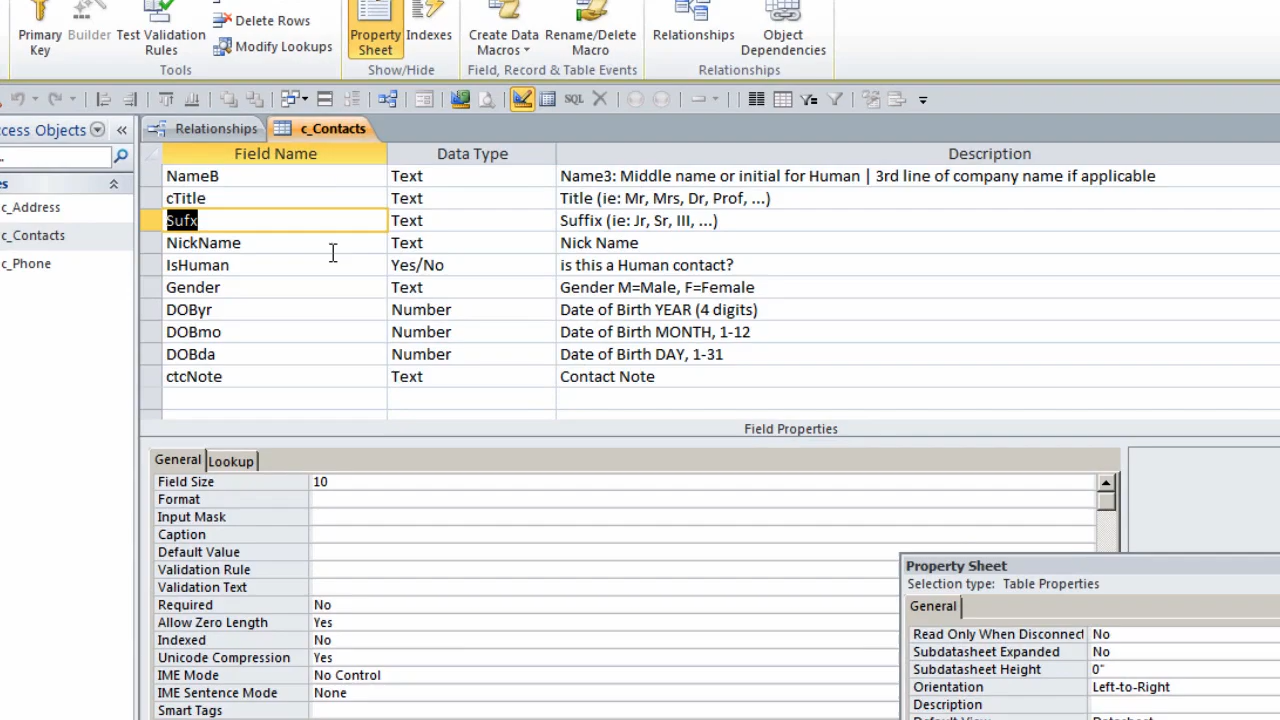 Primary Key Builder Test Validation Rules Delete Rows Modify Lookups Property Sheet Indexes Create Data Macros Rename/Delete Macro Relationships Object Dependencies
Tools Show/Hide Field, Record & Table Events Relationships
SQL
ccess Objects « Relationships c_Contacts
Field Name Data Type Description
NameB Text Name3: Middle name or initial for Human | 3rd line of company name if applicable
cTitle Text Title (ie: Mr, Mrs, Dr, Prof, ...)
Sufx Text Suffix (ie: Jr, Sr, III, ...)
NickName Text Nick Name
IsHuman Yes/No is this a Human contact?
Gender Text Gender M=Male, F=Female
DOByr Number Date of Birth YEAR (4 digits)
DOBmo Number Date of Birth MONTH, 1-12
DOBda Number Date of Birth DAY, 1-31
ctcNote Text Contact Note
c_Address
c_Contacts
c_Phone
Field Properties
General Lookup
Field Size 10
Format
Input Mask
Caption
Default Value
Validation Rule
Validation Text
Required No
Allow Zero Length Yes
Indexed No
Unicode Compression Yes
IME Mode No Control
IME Sentence Mode None
Smart Tags
Property Sheet
Selection type: Table Properties
General
Read Only When Disconnect No
Subdatasheet Expanded No
Subdatasheet Height 0"
Orientation Left-to-Right
Description